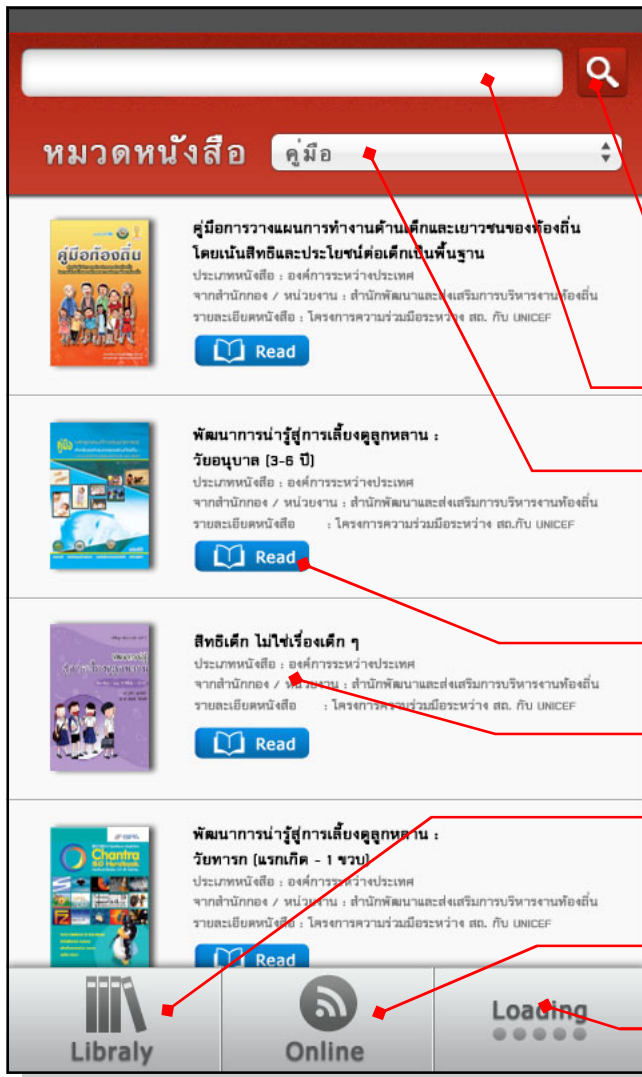 หมวดหนังสือ คู่มือ
คู่มือท้องถิ่น
คู่มือการวางแผนการทำงานด้านเด็กและเยาวชนของท้องถิ่น
โดยเน้นสิทธิและประโยชน์ต่อเด็กเป็นพื้นฐาน
ประเภทหนังสือ : องค์การระหว่างประเทศ
จากสำนักกอง / หน่วยงาน : สำนักพัฒนาและส่งเสริมการบริหารงานท้องถิ่น
รายละเอียดหนังสือ : โครงการความร่วมมือระหว่าง สถ. กับ UNICEF
Read
คู่มือ
พัฒนาการน่ารู้สู่การเลี้ยงดูลูกหลาน :
วัยอนุบาล (3-6 ปี)
ประเภทหนังสือ : องค์การระหว่างประเทศ
จากสำนักกอง / หน่วยงาน : สำนักพัฒนาและส่งเสริมการบริหารงานท้องถิ่น
รายละเอียดหนังสือ : โครงการความร่วมมือระหว่าง สถ.กับ UNICEF
Read
สิทธิเด็ก ไม่ใช่เรื่องเด็ก ๆ
ประเภทหนังสือ : องค์การระหว่างประเทศ
จากสำนักกอง / หน่วยงาน : สำนักพัฒนาและส่งเสริมการบริหารงานท้องถิ่น
รายละเอียดหนังสือ : โครงการความร่วมมือระหว่าง สถ. กับ UNICEF
Read
Chantra
ISO Handbook
พัฒนาการน่ารู้สู่การเลี้ยงดูลูกหลาน :
วัยทารก (แรกเกิด - 1 ขวบ)
ประเภทหนังสือ : องค์การระหว่างประเทศ
จากสำนักกอง / หน่วยงาน : สำนักพัฒนาและส่งเสริมการบริหารงานท้องถิ่น
รายละเอียดหนังสือ : โครงการความร่วมมือระหว่าง สถ. กับ UNICEF
Read
Libraly
Online
Loading